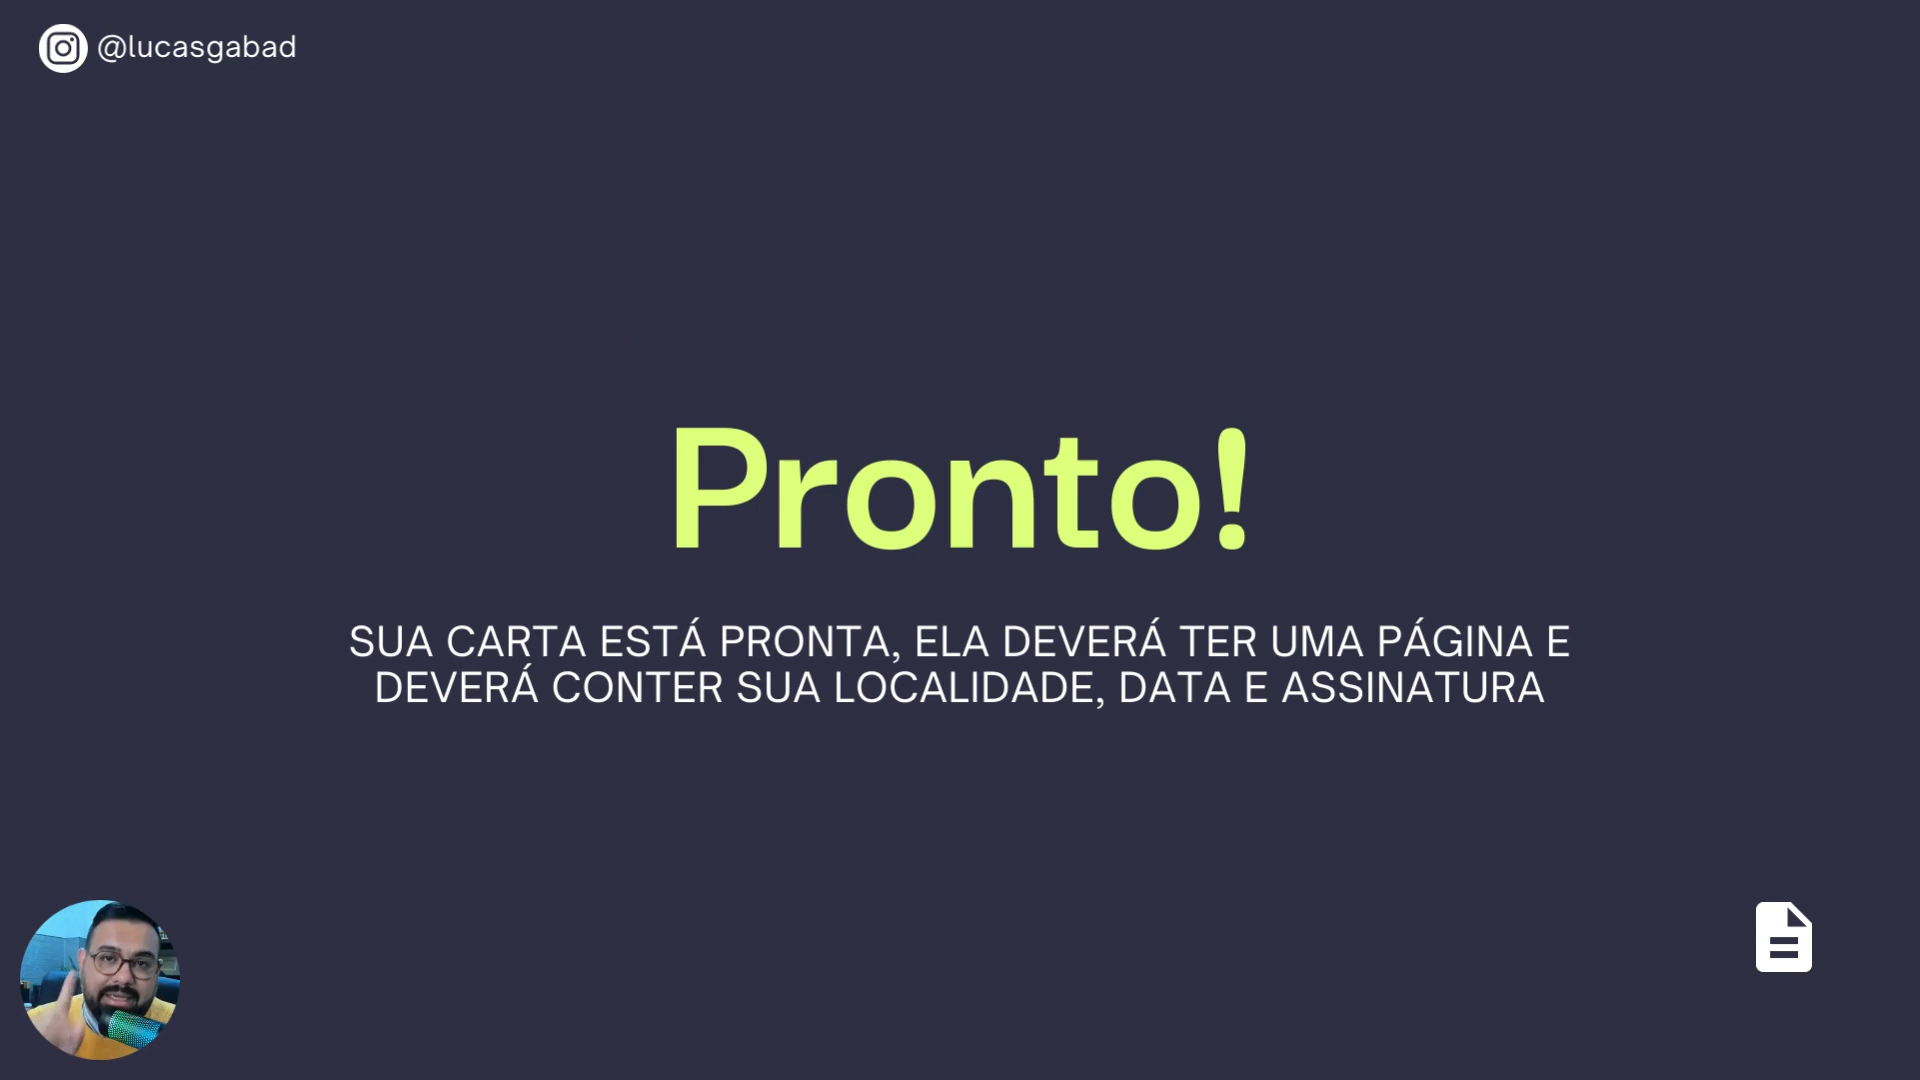 @lucasgabad
Pronto!
SUA CARTA ESTÁ PRONTA, ELA DEVERÁ TER UMA PÁGINA E
DEVERÁ CONTER SUA LOCALIDADE, DATA E ASSINATURA